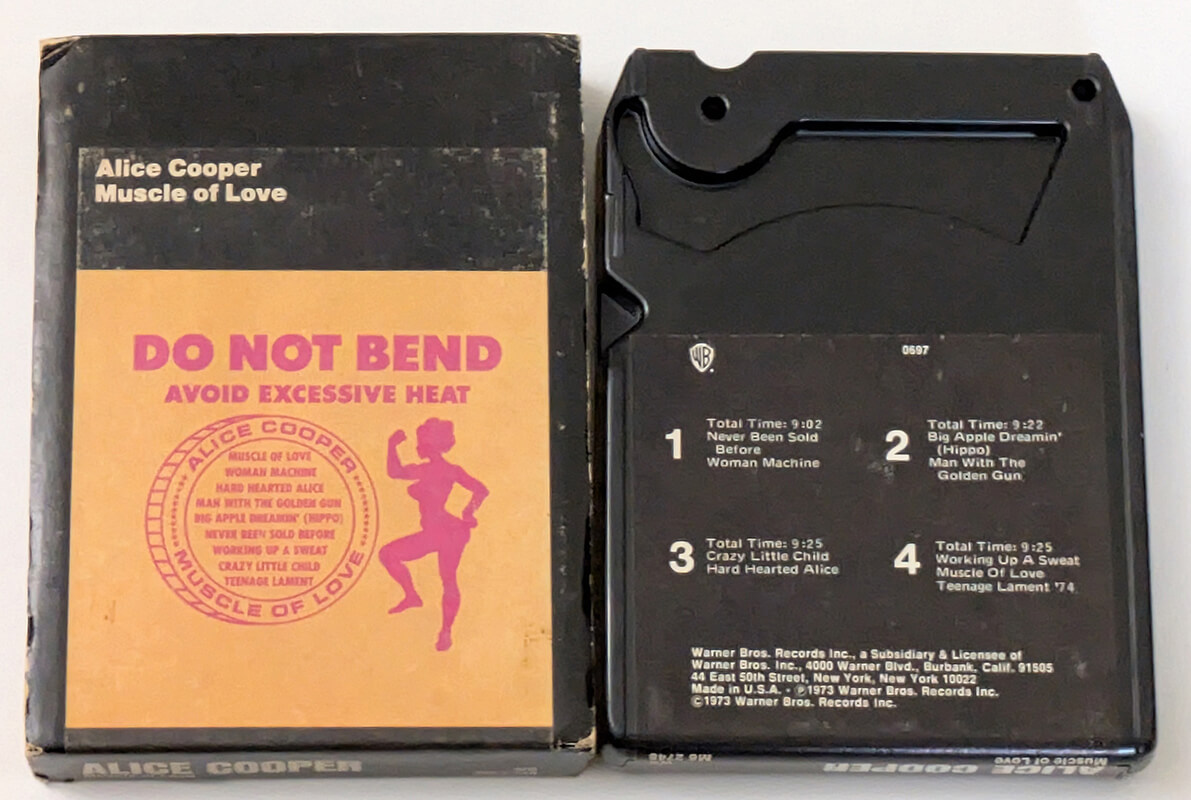 Alice Cooper
Muscle of Love
DO NOT BEND
AVOID EXCESSIVE HEAT
ALICE COOPER
MUSCLE OF LOVE
WOMAN MACHINE
HARD HEARTED ALICE
MAN WITH THE GOLDEN GUN
BIG APPLE DREAMIN' (HIPPO)
NEVER BEEN SOLD BEFORE
WORKING UP A SWEAT
CRAZY LITTLE CHILD
TEENAGE LAMENT
MUSCLE OF LOVE
ALICE COOPER
WB
0697
1
Total Time: 9:02
Never Been Sold
Before
Woman Machine
2
Total Time: 9:22
Big Apple Dreamin'
(Hippo)
Man With The
Golden Gun
3
Total Time: 9:25
Crazy Little Child
Hard Hearted Alice
4
Total Time: 9:25
Working Up A Sweat
Muscle Of Love
Teenage Lament '74
Warner Bros. Records Inc., a Subsidiary & Licensee of
Warner Bros. Inc., 4000 Warner Blvd., Burbank, Calif. 91505
44 East 50th Street, New York, New York 10022
Made in U.S.A. · ℗1973 Warner Bros. Records Inc.
©1973 Warner Bros. Records Inc.
M8 2748
ALICE COOPER
Muscle of Love